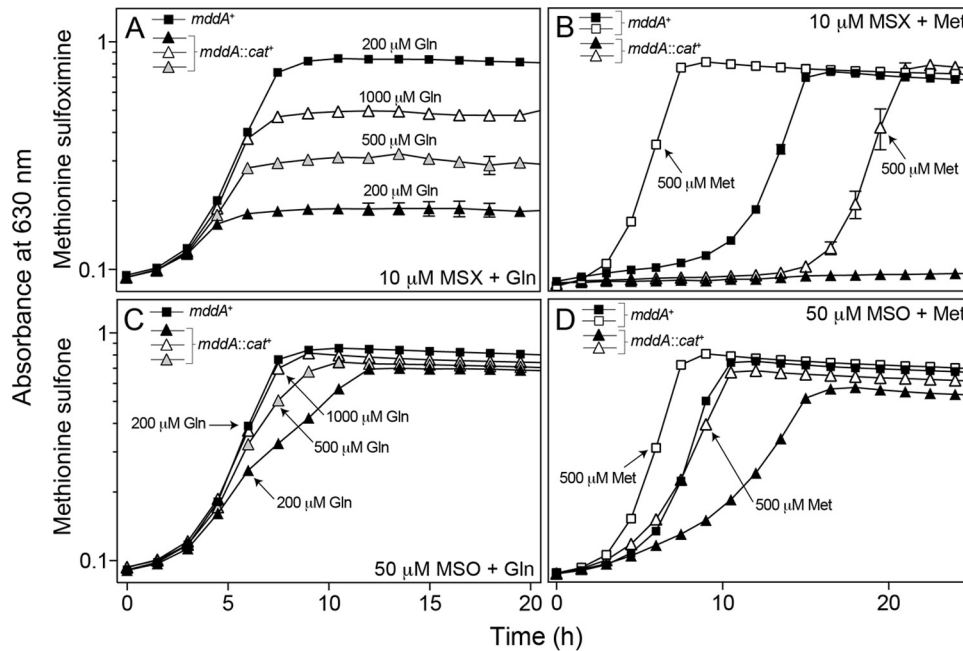 Absorbance at 630 nm
Methionine sulfoximine
Methionine sulfone
A
mddA+
mddA::cat+
200 μM Gln
1000 μM Gln
500 μM Gln
200 μM Gln
10 μM MSX + Gln
1
0.1
B
mddA+
mddA::cat+
10 μM MSX + Met
500 μM Met
500 μM Met
C
mddA+
mddA::cat+
200 μM Gln
1000 μM Gln
500 μM Gln
200 μM Gln
50 μM MSO + Gln
1
0.1
0 5 10 15 20
D
mddA+
mddA::cat+
50 μM MSO + Met
500 μM Met
500 μM Met
0 10 20
Time (h)